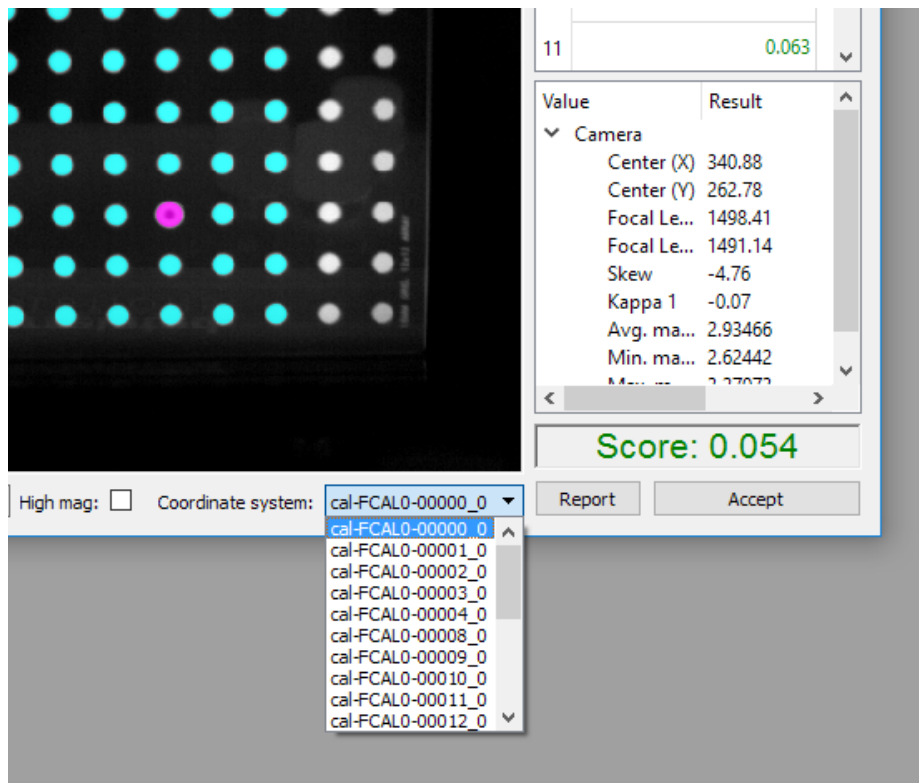 11 0.063
Value Result
Camera
Center (X) 340.88
Center (Y) 262.78
Focal Le... 1498.41
Focal Le... 1491.14
Skew -4.76
Kappa 1 -0.07
Avg. ma... 2.93466
Min. ma... 2.62442
Score: 0.054
High mag: Coordinate system: cal-FCAL0-00000_0 Report Accept
cal-FCAL0-00000_0
cal-FCAL0-00001_0
cal-FCAL0-00002_0
cal-FCAL0-00003_0
cal-FCAL0-00004_0
cal-FCAL0-00008_0
cal-FCAL0-00009_0
cal-FCAL0-00010_0
cal-FCAL0-00011_0
cal-FCAL0-00012_0